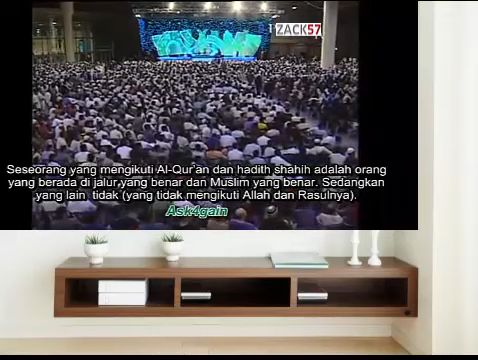 ZACK57
Seseorang yang mengikuti Al-Qur'an dan hadith shahih adalah orang
yang berada di jalur yang benar dan Muslim yang benar. Sedangkan
yang lain tidak (yang tidak mengikuti Allah dan Rasulnya).
Ask4gain